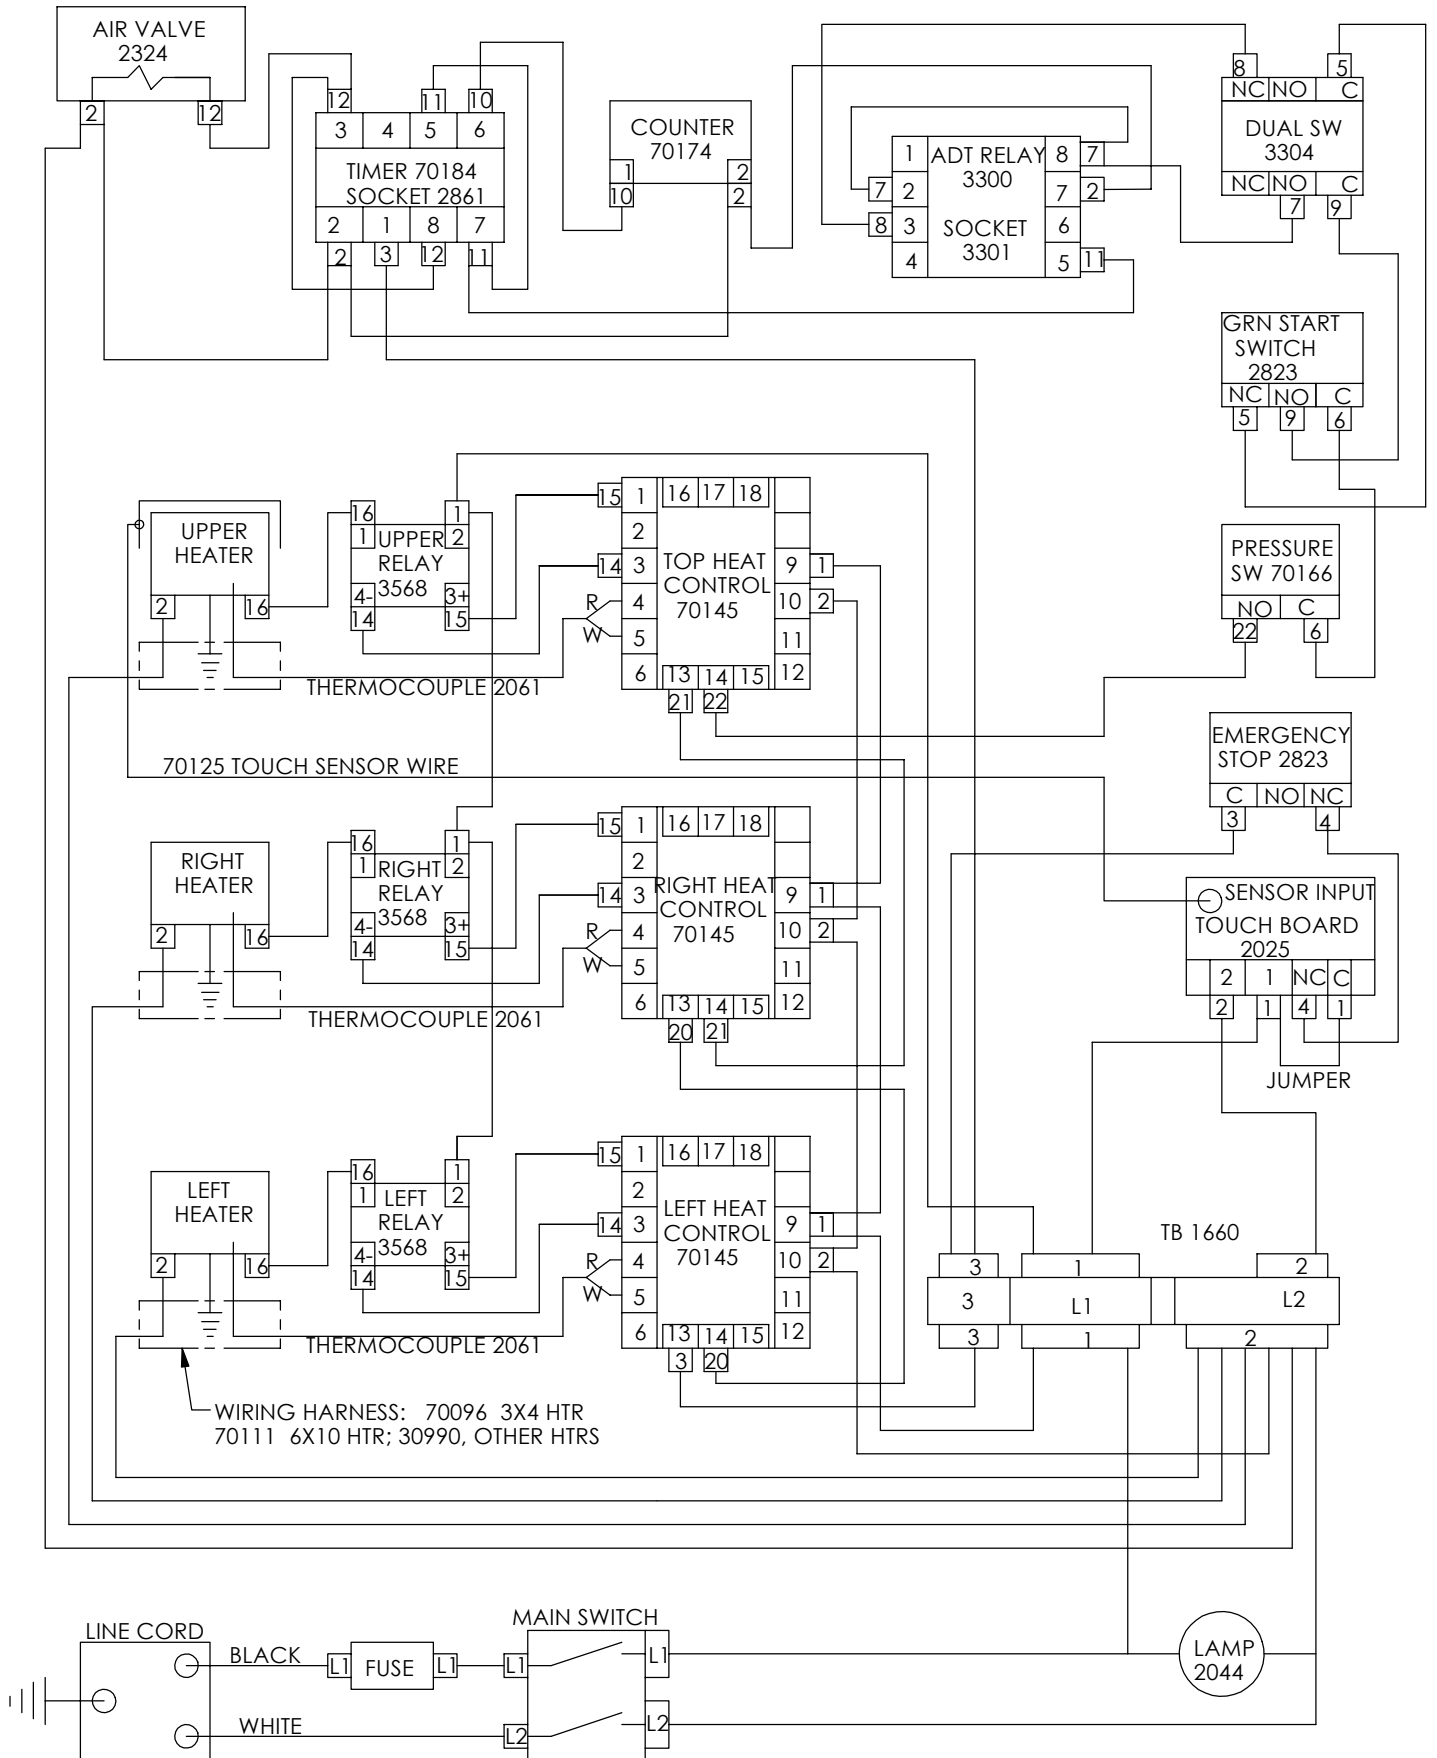 AIR VALVE
2324
2
12
12
11
10
3
4
5
6
TIMER 70184
SOCKET 2861
2
1
8
7
2
3
12
11
COUNTER
70174
1
2
10
2
1
ADT RELAY
8
7
3300
7
2
7
2
8
3
SOCKET
6
3301
4
5
11
8
5
NC
NO
C
DUAL SW
3304
NC
NO
C
7
9
GRN START
SWITCH
2823
NC
NO
C
5
9
6
PRESSURE
SW 70166
NO
C
22
6
EMERGENCY
STOP 2823
C
NO
NC
3
4
SENSOR INPUT
TOUCH BOARD
2025
2
1
NC
C
2
1
4
1
JUMPER
UPPER
HEATER
2
16
16
1
1
UPPER
2
RELAY
3568
4-
3+
14
15
15
1
16
17
18
2
14
3
TOP HEAT
9
1
CONTROL
R
4
70145
10
2
W
5
11
6
13
14
15
12
21
22
THERMOCOUPLE 2061
70125 TOUCH SENSOR WIRE
RIGHT
HEATER
2
16
16
1
1
RIGHT
2
RELAY
3568
4-
3+
14
15
15
1
16
17
18
2
14
3
RIGHT HEAT
9
1
CONTROL
R
4
70145
10
2
W
5
11
6
13
14
15
12
20
21
THERMOCOUPLE 2061
LEFT
HEATER
2
16
16
1
1
LEFT
2
RELAY
3568
4-
3+
14
15
15
1
16
17
18
2
14
3
LEFT HEAT
9
1
CONTROL
R
4
70145
10
2
W
5
11
6
13
14
15
12
3
20
THERMOCOUPLE 2061
WIRING HARNESS: 70096 3X4 HTR
70111 6X10 HTR; 30990, OTHER HTRS
TB 1660
3
1
2
3
L1
L2
3
1
2
LINE CORD
BLACK
L1
FUSE
L1
MAIN SWITCH
L1
L1
WHITE
L2
L2
LAMP
2044